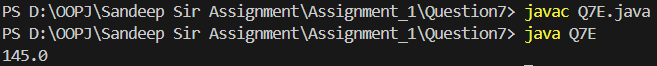 PS D:\OOPJ\Sandeep Sir Assignment\Assignment_1\Question7> javac Q7E.java
PS D:\OOPJ\Sandeep Sir Assignment\Assignment_1\Question7> java Q7E
145.0